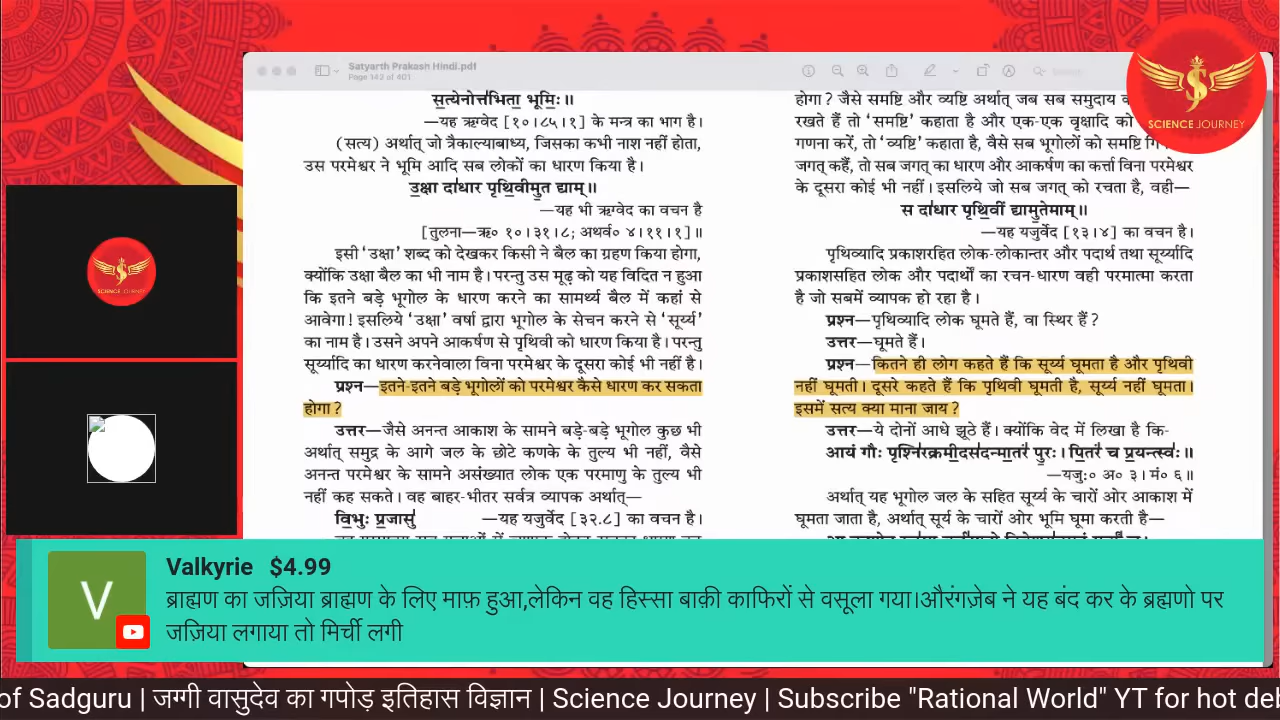 Satyarth Prakash Hindi.pdf
Page 142 of 401
Search
SCIENCE JOURNEY
स॒त्येनोत्त॑भिता॒ भूमिः॑॥
—यह ऋग्वेद [१०।८५।१] के मन्त्र का भाग है।
(सत्य) अर्थात् जो त्रैकाल्याबाध्य, जिसका कभी नाश नहीं होता,
उस परमेश्वर ने भूमि आदि सब लोकों का धारण किया है।
उ॒क्षा दा॑धार पृथि॒वीमु॒त द्याम्॥
—यह भी ऋग्वेद का वचन है
[तुलना—ऋ० १०।३१।८; अथर्व० ४।११।१]॥
इसी ‘उक्षा’ शब्द को देखकर किसी ने बैल का ग्रहण किया होगा,
क्योंकि उक्षा बैल का भी नाम है। परन्तु उस मूढ़ को यह विदित न हुआ
कि इतने बड़े भूगोल के धारण करने का सामर्थ्य बैल में कहां से
आवेगा! इसलिये ‘उक्षा’ वर्षा द्वारा भूगोल के सेचन करने से ‘सूर्य्य’
का नाम है। उसने अपने आकर्षण से पृथिवी को धारण किया है। परन्तु
सूर्य्यादि का धारण करनेवाला विना परमेश्वर के दूसरा कोई भी नहीं है।
प्रश्न—इतने-इतने बड़े भूगोलों को परमेश्वर कैसे धारण कर सकता
होगा?
उत्तर—जैसे अनन्त आकाश के सामने बड़े-बड़े भूगोल कुछ भी
अर्थात् समुद्र के आगे जल के छोटे कणके के तुल्य भी नहीं, वैसे
अनन्त परमेश्वर के सामने असंख्यात लोक एक परमाणु के तुल्य भी
नहीं कह सकते। वह बाहर-भीतर सर्वत्र व्यापक अर्थात्—
वि॒भुः प्र॒जासु॑ —यह यजुर्वेद [३२.८] का वचन है।
होगा? जैसे समष्टि और व्यष्टि अर्थात् जब सब समुदाय
रखते हैं तो ‘समष्टि’ कहाता है और एक-एक वृक्षादि को
गणना करें, तो ‘व्यष्टि’ कहाता है, वैसे सब भूगोलों को समष्टि
जगत् कहैं, तो सब जगत् का धारण और आकर्षण का कर्त्ता विना परमेश्वर
के दूसरा कोई भी नहीं। इसलिये जो सब जगत् को रचता है, वही—
स दा॑धार पृथि॒वीं द्यामु॒तेमाम्॥
—यह यजुर्वेद [१३।४] का वचन है।
पृथिव्यादि प्रकाशरहित लोक-लोकान्तर और पदार्थ तथा सूर्य्यादि
प्रकाशसहित लोक और पदार्थों का रचन-धारण वही परमात्मा करता
है जो सबमें व्यापक हो रहा है।
प्रश्न—पृथिव्यादि लोक घूमते हैं, वा स्थिर हैं?
उत्तर—घूमते हैं।
प्रश्न—कितने ही लोग कहते हैं कि सूर्य्य घूमता है और पृथिवी
नहीं घूमती। दूसरे कहते हैं कि पृथिवी घूमती है, सूर्य्य नहीं घूमता।
इसमें सत्य क्या माना जाय?
उत्तर—ये दोनों आधे झूठे हैं। क्योंकि वेद में लिखा है कि-
आयं गौः पृश्नि॑रक्रमी॒दस॑दन्मा॒तरं॑ पु॒रः। पि॒तरं॑ च प्र॒यन्त्स्वः॑॥
—यजुः० अ० ३। मं० ६॥
अर्थात् यह भूगोल जल के सहित सूर्य्य के चारों ओर आकाश में
घूमता जाता है, अर्थात् सूर्य के चारों ओर भूमि घूमा करती है—
SCIENCE JOURNEY
V
Valkyrie $4.99
ब्राह्मण का जज़िया ब्राह्मण के लिए माफ़ हुआ,लेकिन वह हिस्सा बाक़ी काफिरों से वसूला गया।औरंगज़ेब ने यह बंद कर के ब्रह्मणो पर
जज़िया लगाया तो मिर्ची लगी
of Sadguru | जग्गी वासुदेव का गपोड़ इतिहास विज्ञान | Science Journey | Subscribe "Rational World" YT for hot